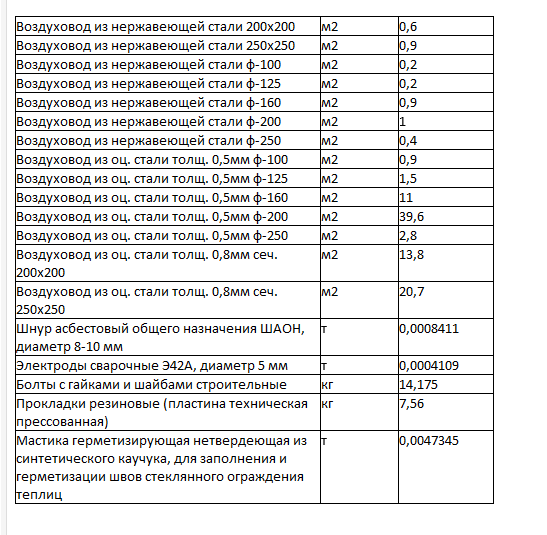 Воздуховод из нержавеющей стали 200х200 м2 0,6
Воздуховод из нержавеющей стали 250х250 м2 0,9
Воздуховод из нержавеющей стали ф-100 м2 0,2
Воздуховод из нержавеющей стали ф-125 м2 0,2
Воздуховод из нержавеющей стали ф-160 м2 0,9
Воздуховод из нержавеющей стали ф-200 м2 1
Воздуховод из нержавеющей стали ф-250 м2 0,4
Воздуховод из оц. стали толщ. 0,5мм ф-100 м2 0,9
Воздуховод из оц. стали толщ. 0,5мм ф-125 м2 1,5
Воздуховод из оц. стали толщ. 0,5мм ф-160 м2 11
Воздуховод из оц. стали толщ. 0,5мм ф-200 м2 39,6
Воздуховод из оц. стали толщ. 0,5мм ф-250 м2 2,8
Воздуховод из оц. стали толщ. 0,8мм сеч. м2 13,8
200х200
Воздуховод из оц. стали толщ. 0,8мм сеч. м2 20,7
250х250
Шнур асбестовый общего назначения ШАОН, т 0,0008411
диаметр 8-10 мм
Электроды сварочные Э42А, диаметр 5 мм т 0,0004109
Болты с гайками и шайбами строительные кг 14,175
Прокладки резиновые (пластина техническая кг 7,56
прессованная)
Мастика герметизирующая нетвердеющая из т 0,0047345
синтетического каучука, для заполнения и
герметизации швов стеклянного ограждения
теплиц